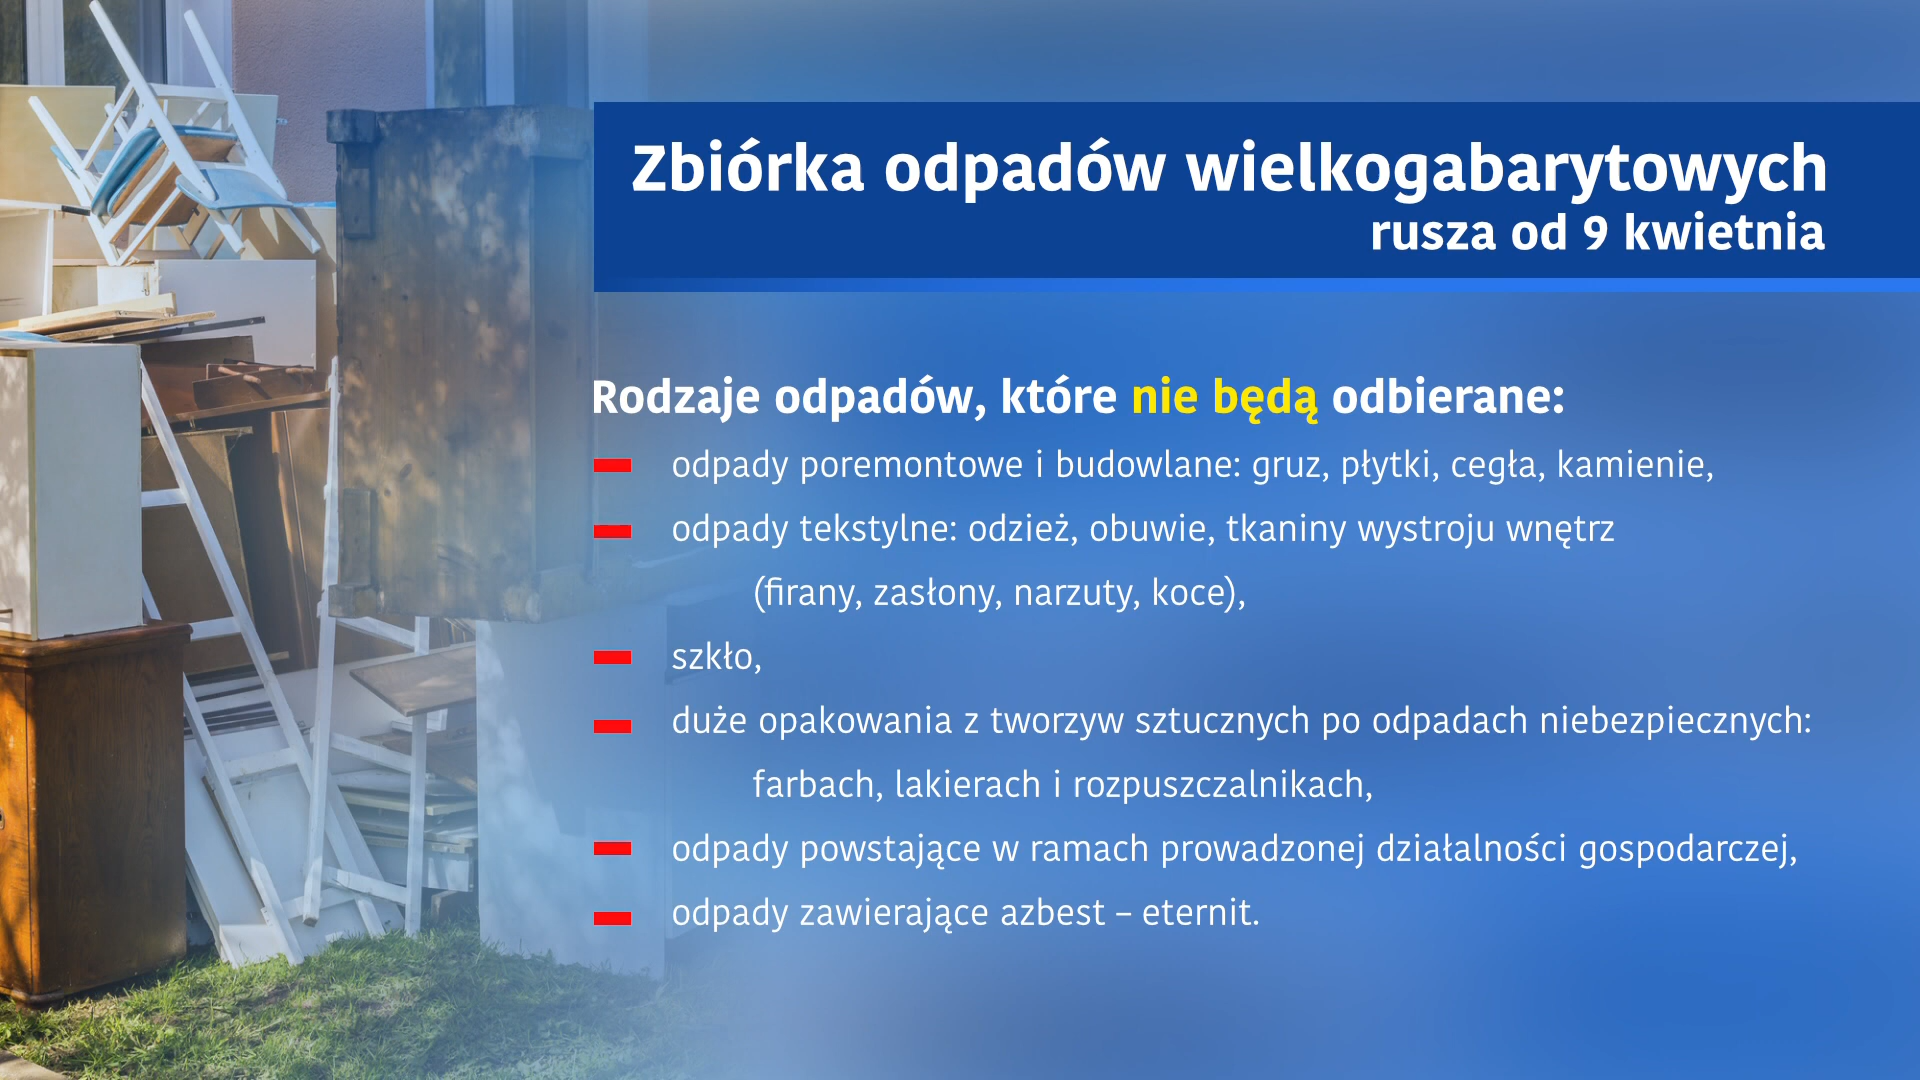 Zbiórka odpadów wielkogabarytowych
rusza od 9 kwietnia
Rodzaje odpadów, które nie będą odbierane:
odpady poremontowe i budowlane: gruz, płytki, cegła, kamienie,
odpady tekstylne: odzież, obuwie, tkaniny wystroju wnętrz
(firany, zasłony, narzuty, koce),
szkło,
duże opakowania z tworzyw sztucznych po odpadach niebezpiecznych:
farbach, lakierach i rozpuszczalnikach,
odpady powstające w ramach prowadzonej działalności gospodarczej,
odpady zawierające azbest – eternit.